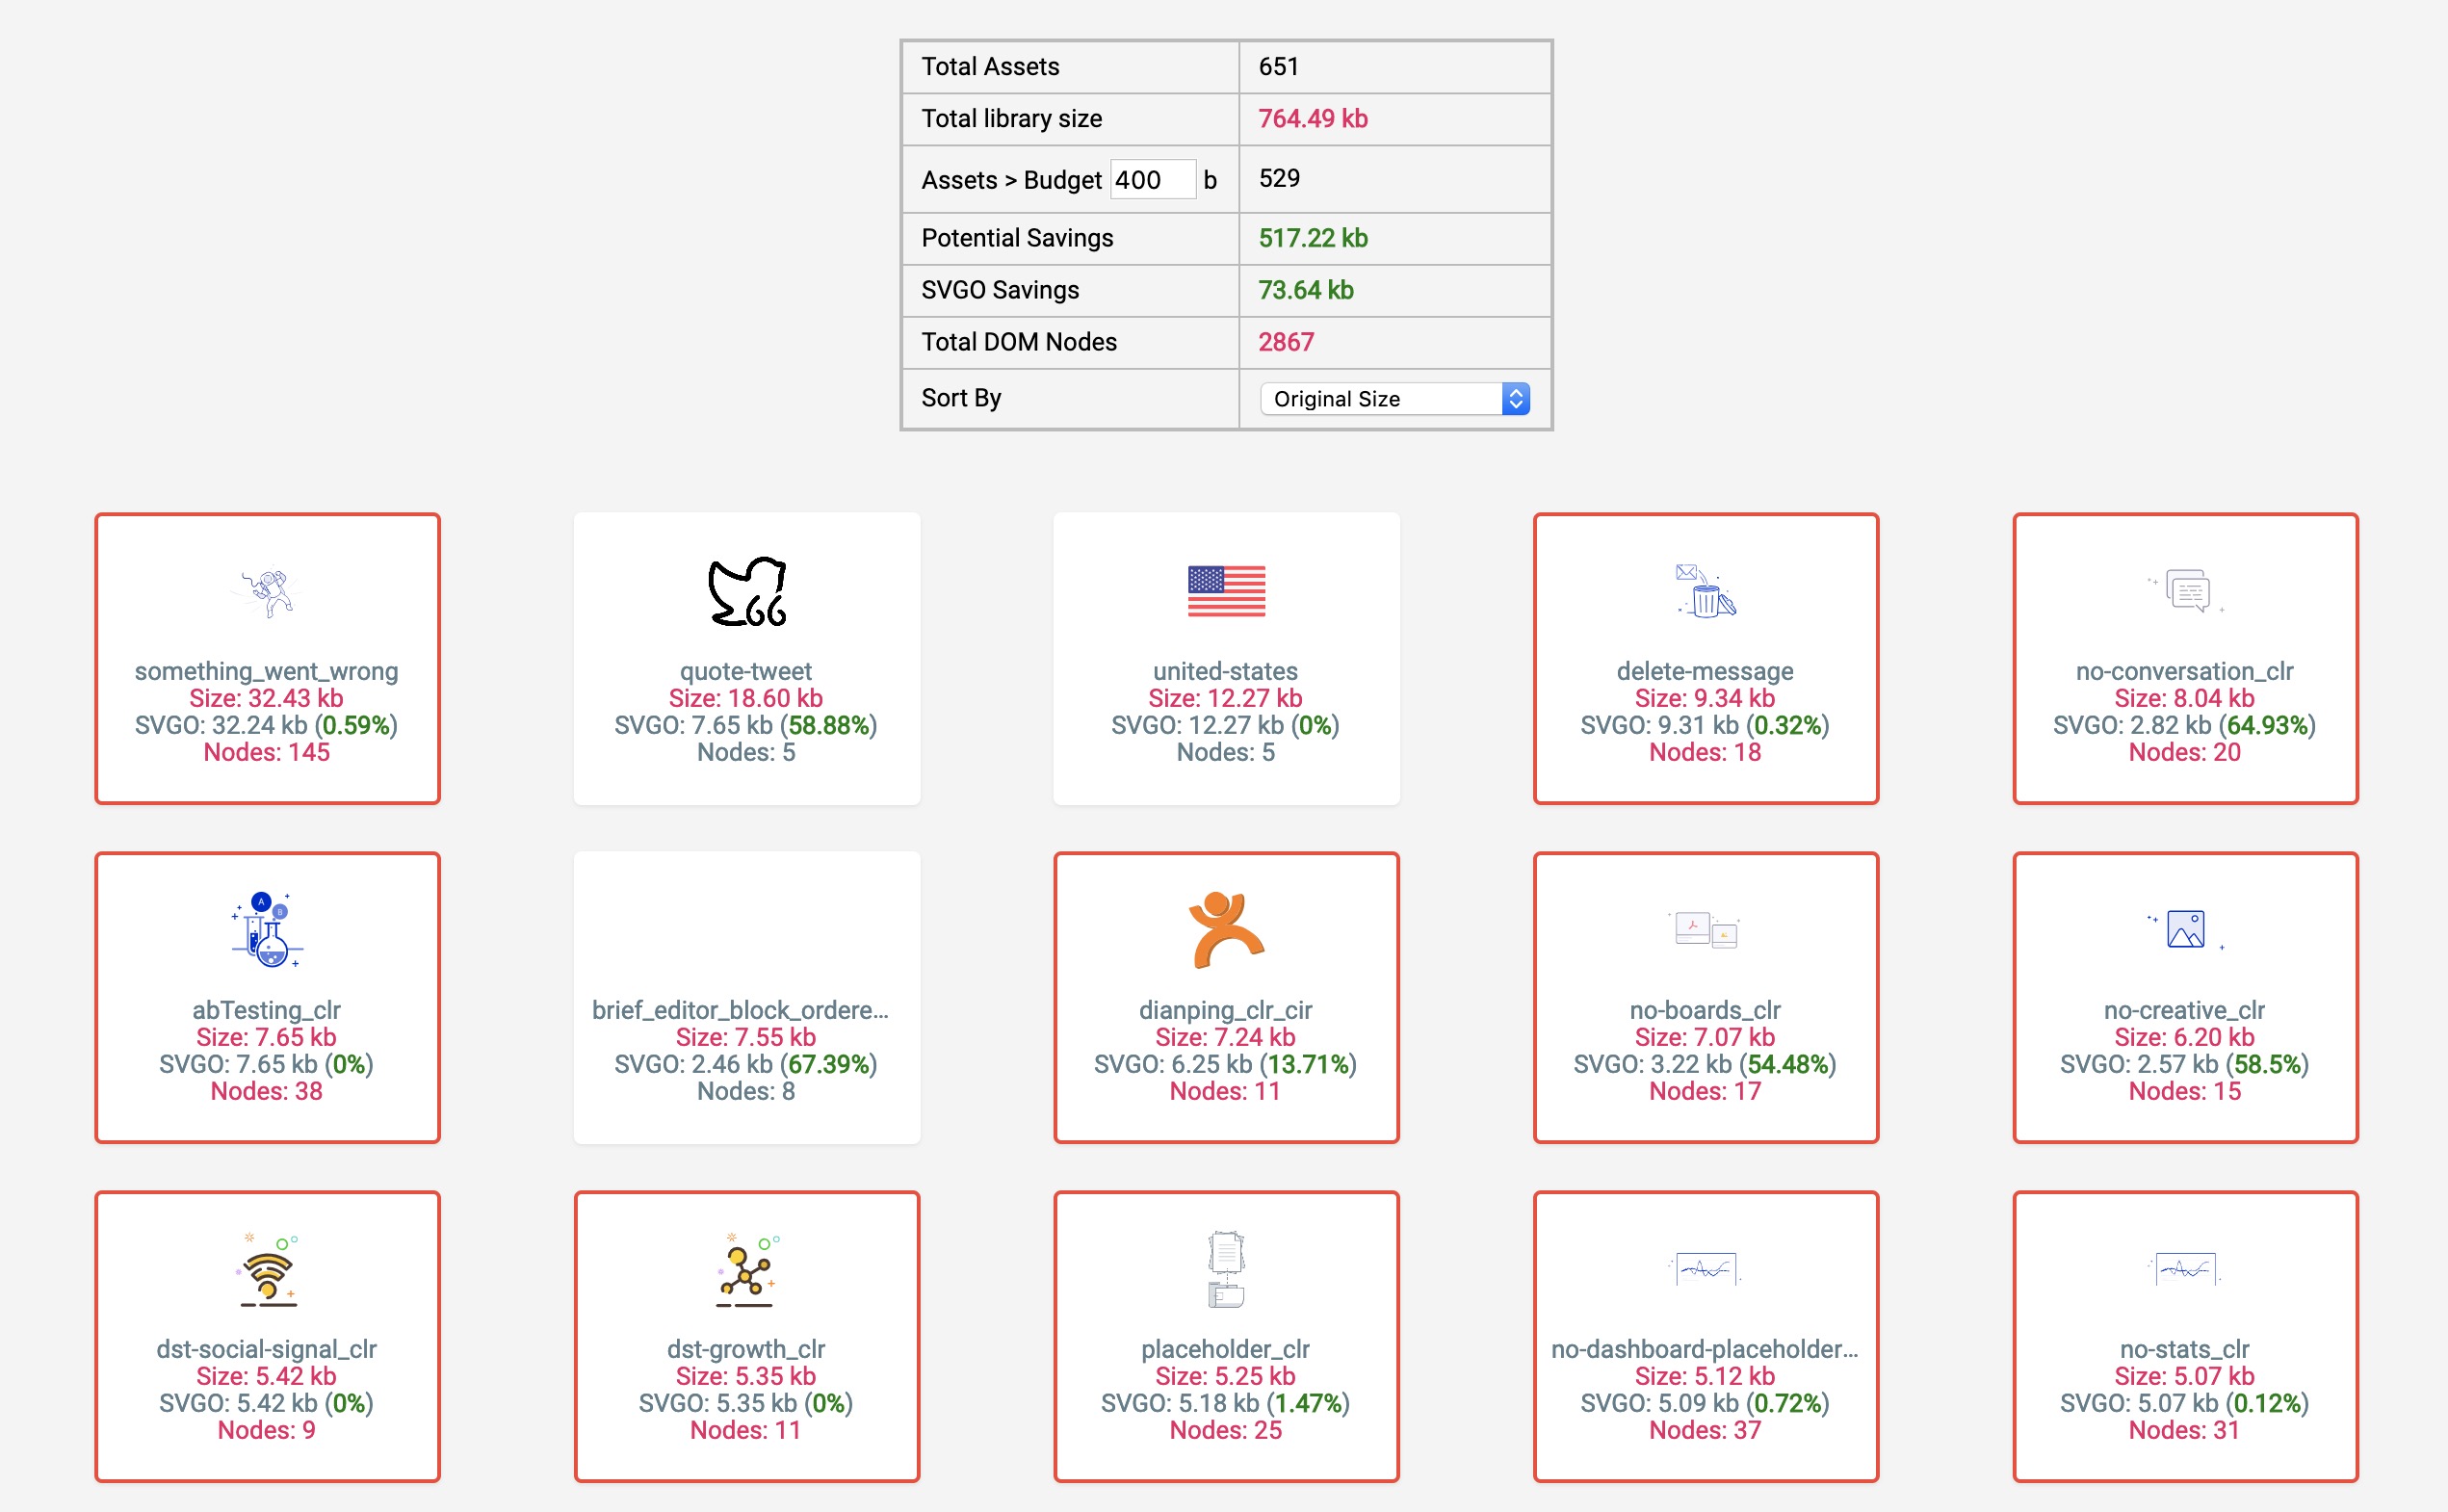 Total Assets 651
Total library size 764.49 kb
Assets > Budget 400 b 529
Potential Savings 517.22 kb
SVGO Savings 73.64 kb
Total DOM Nodes 2867
Sort By Original Size
something_went_wrong
Size: 32.43 kb
SVGO: 32.24 kb (0.59%)
Nodes: 145
quote-tweet
Size: 18.60 kb
SVGO: 7.65 kb (58.88%)
Nodes: 5
united-states
Size: 12.27 kb
SVGO: 12.27 kb (0%)
Nodes: 5
delete-message
Size: 9.34 kb
SVGO: 9.31 kb (0.32%)
Nodes: 18
no-conversation_clr
Size: 8.04 kb
SVGO: 2.82 kb (64.93%)
Nodes: 20
A
B
abTesting_clr
Size: 7.65 kb
SVGO: 7.65 kb (0%)
Nodes: 38
brief_editor_block_ordere...
Size: 7.55 kb
SVGO: 2.46 kb (67.39%)
Nodes: 8
dianping_clr_cir
Size: 7.24 kb
SVGO: 6.25 kb (13.71%)
Nodes: 11
no-boards_clr
Size: 7.07 kb
SVGO: 3.22 kb (54.48%)
Nodes: 17
no-creative_clr
Size: 6.20 kb
SVGO: 2.57 kb (58.5%)
Nodes: 15
dst-social-signal_clr
Size: 5.42 kb
SVGO: 5.42 kb (0%)
Nodes: 9
dst-growth_clr
Size: 5.35 kb
SVGO: 5.35 kb (0%)
Nodes: 11
placeholder_clr
Size: 5.25 kb
SVGO: 5.18 kb (1.47%)
Nodes: 25
no-dashboard-placeholder...
Size: 5.12 kb
SVGO: 5.09 kb (0.72%)
Nodes: 37
no-stats_clr
Size: 5.07 kb
SVGO: 5.07 kb (0.12%)
Nodes: 31